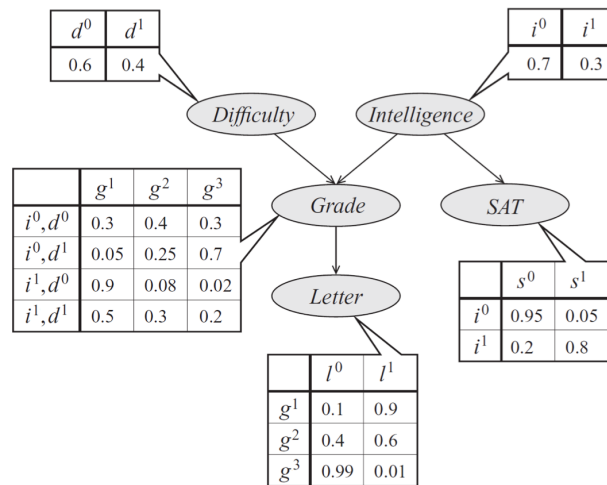 d⁰ d¹
0.6 0.4
i⁰ i¹
0.7 0.3
Difficulty
Intelligence
g¹ g² g³
i⁰,d⁰ 0.3 0.4 0.3
i⁰,d¹ 0.05 0.25 0.7
i¹,d⁰ 0.9 0.08 0.02
i¹,d¹ 0.5 0.3 0.2
Grade
SAT
Letter
s⁰ s¹
i⁰ 0.95 0.05
i¹ 0.2 0.8
l⁰ l¹
g¹ 0.1 0.9
g² 0.4 0.6
g³ 0.99 0.01